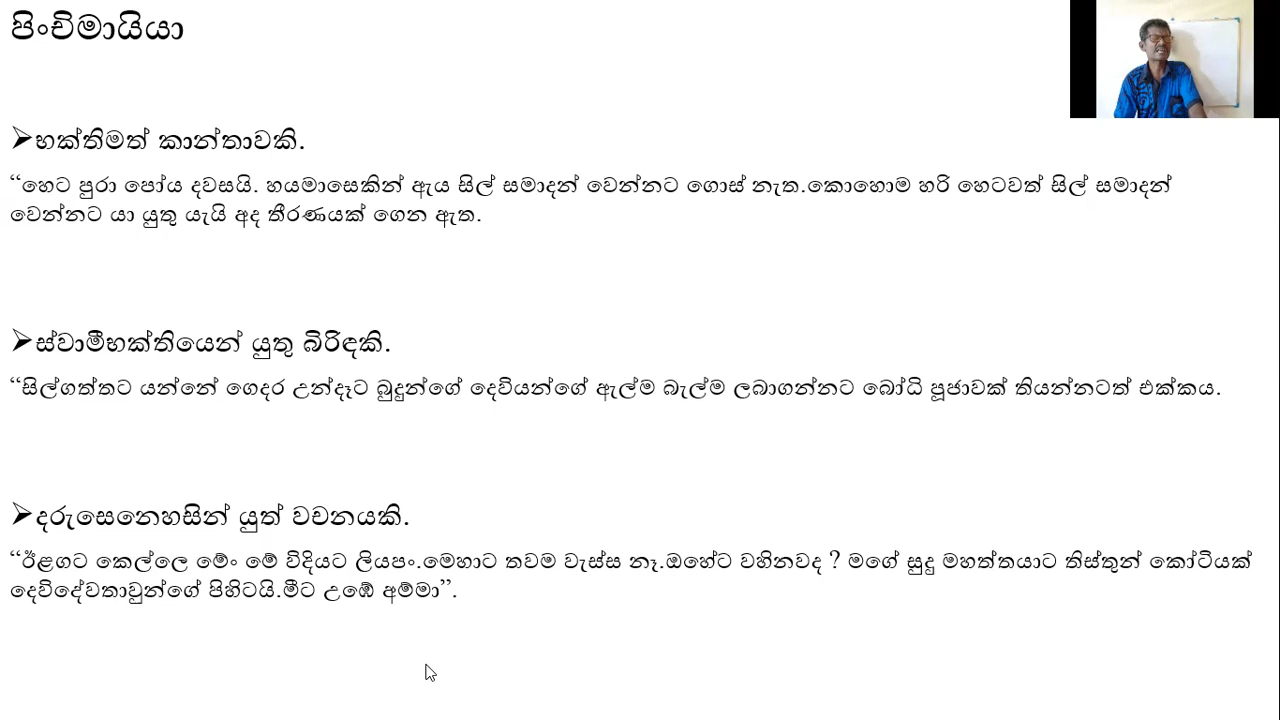 පිංචිමායියා
➢භක්තිමත් කාන්තාවකි.
“හෙට පුරා පෝය දවසයි. හයමාසෙකින් ඇය සිල් සමාදන් වෙන්නට ගොස් නැත.කොහොම හරි හෙටවත් සිල් සමාදන්
වෙන්නට යා යුතු යැයි අද තීරණයක් ගෙන ඇත.
➢ස්වාමීභක්තියෙන් යුතු බිරිඳකි.
“සිල්ගත්තට යන්නේ ගෙදර උන්දෑට බුදුන්ගේ දෙවියන්ගේ ඇල්ම බැල්ම ලබාගන්නට බෝධි පූජාවක් තියන්නටත් එක්කය.
➢දරුසෙනෙහසින් යුත් වචනයකි.
“ඊළගට කෙල්ලෙ මේං මේ විදියට ලියපං.මෙහාට තවම වැස්ස නෑ.ඔහේට වහිනවද ? මගේ සුදු මහත්තයාට තිස්තුන් කෝටියක්
දෙවිදේවතාවුන්ගේ පිහිටයි.මීට උඹේ අම්මා”.